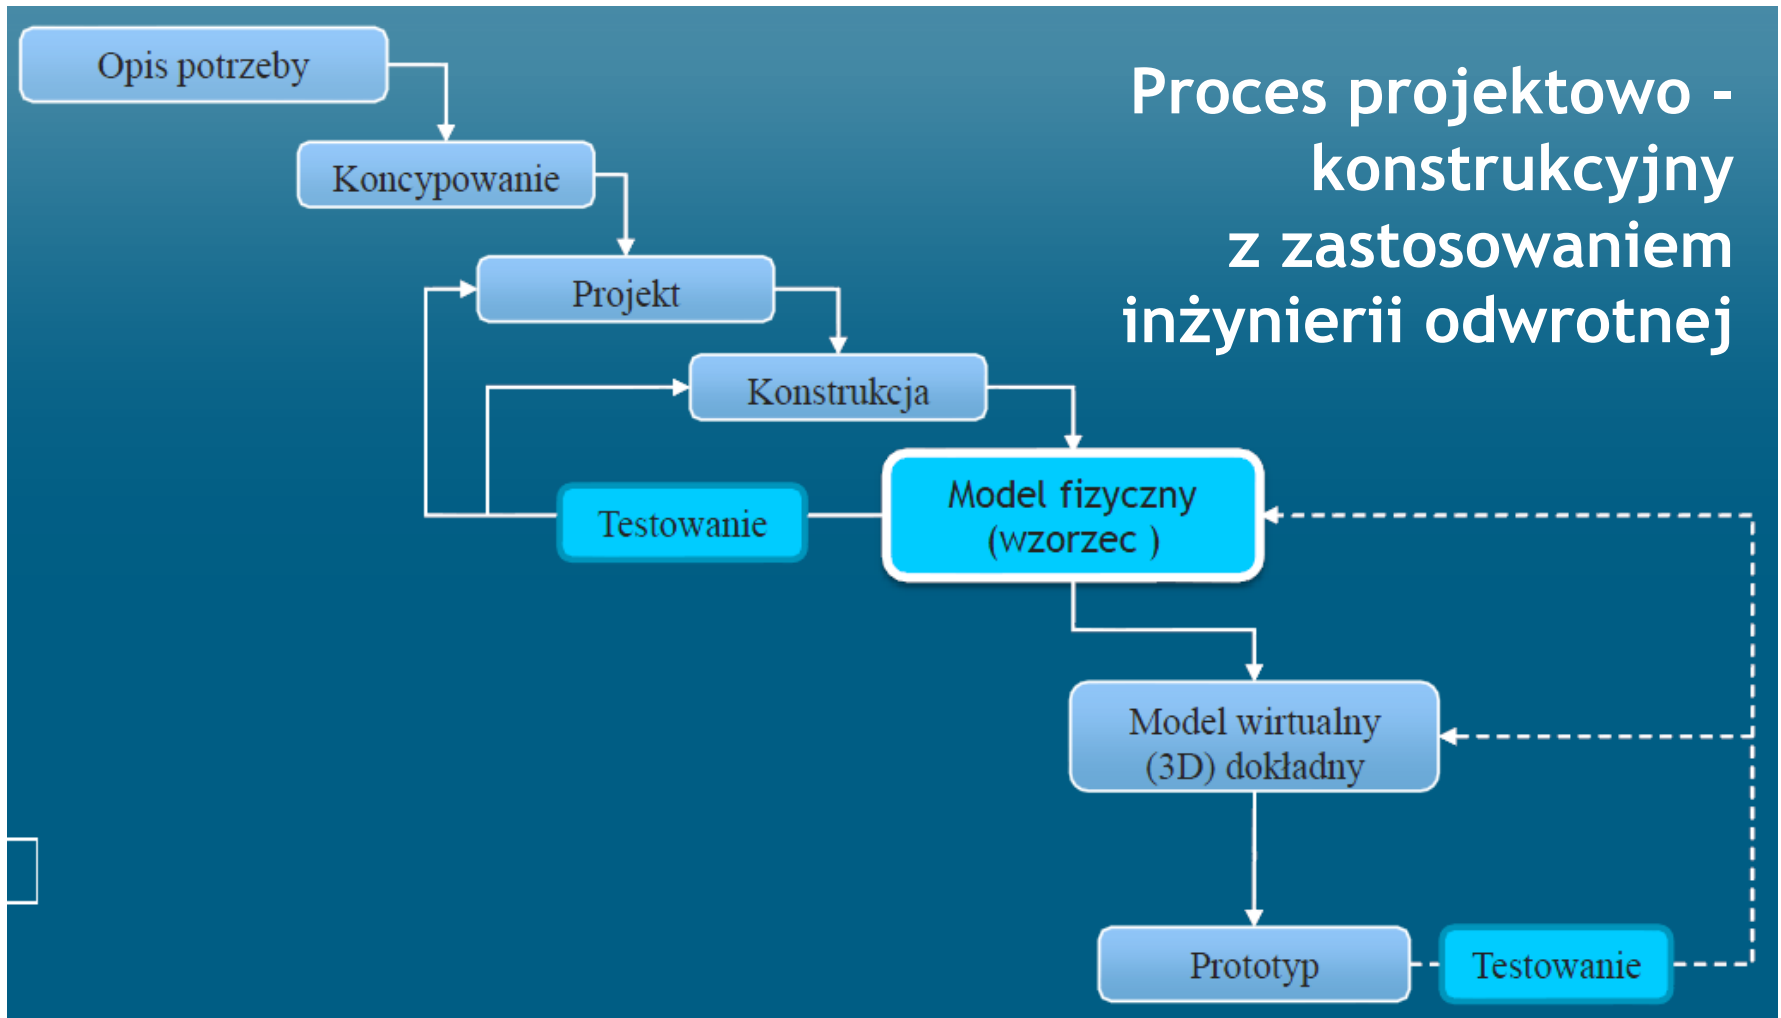 Opis potrzeby
Proces projektowo -
konstrukcyjny
z zastosowaniem
inżynierii odwrotnej
Koncypowanie
Projekt
Konstrukcja
Model fizyczny
(wzorzec )
Testowanie
Model wirtualny
(3D) dokładny
Prototyp
Testowanie